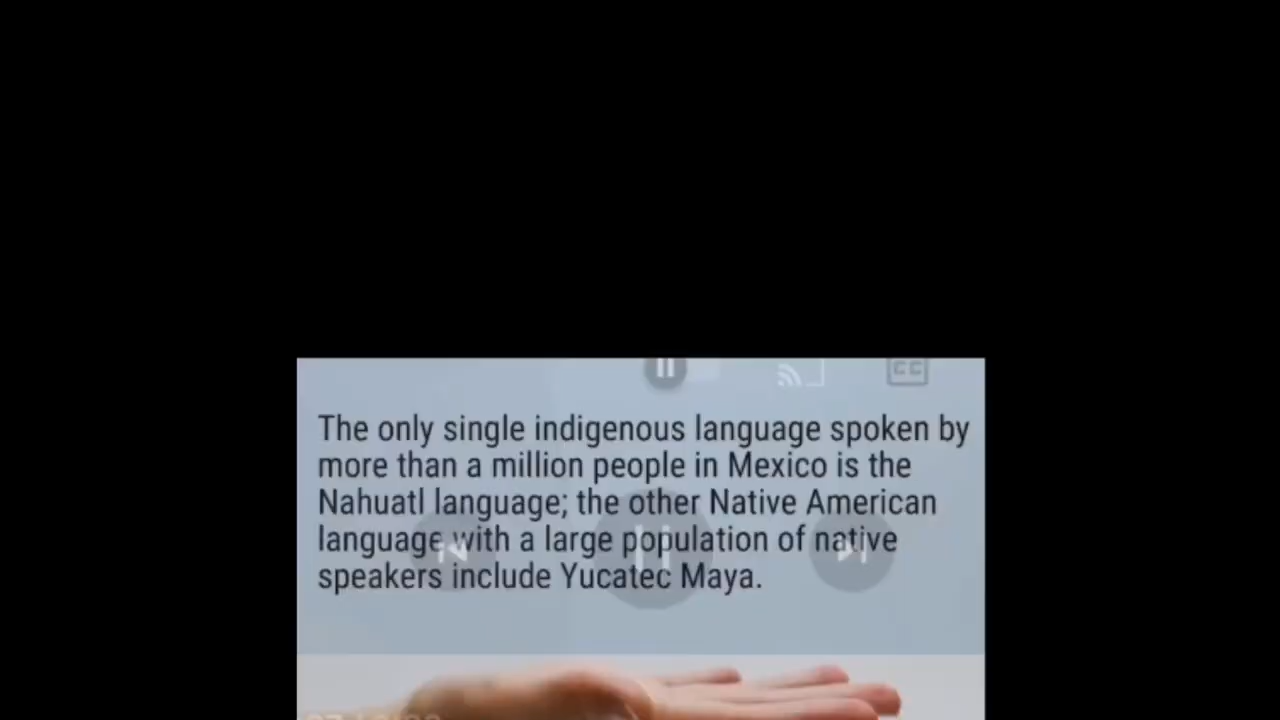 CC
The only single indigenous language spoken by
more than a million people in Mexico is the
Nahuatl language; the other Native American
language with a large population of native
speakers include Yucatec Maya.